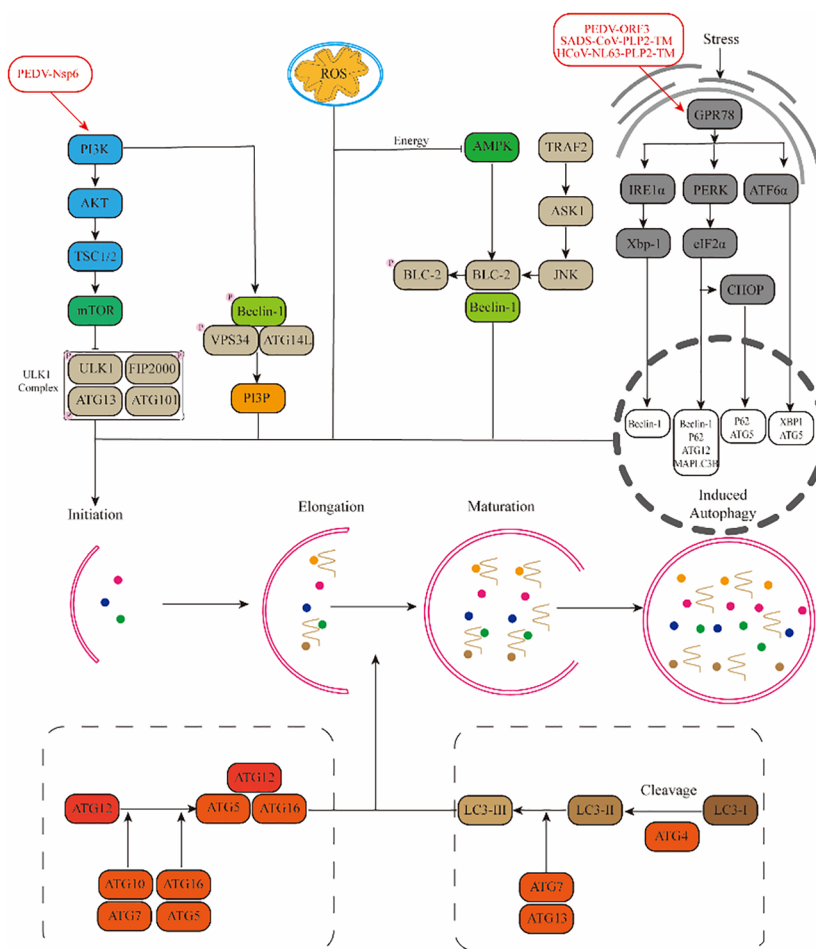 PEDV-Nsp6
ROS
PEDV-ORF3
SADS-CoV-PLP2-TM
HCoV-NL63-PLP2-TM
Stress
GPR78
PI3K
Energy
AMPK
TRAF2
AKT
ASK1
IRE1α
PERK
ATF6α
TSC1/2
P
BLC-2
BLC-2
JNK
Xbp-1
eIF2α
CHOP
mTOR
P
Beclin-1
Beclin-1
P
VPS34
ATG14L
ULK1
Complex
P
P
ULK1
FIP2000
ATG13
ATG101
P
PI3P
Beclin-1
Beclin-1
P62
ATG12
MAPLC3B
P62
ATG5
XBP1
ATG5
Induced
Autophagy
Initiation
Elongation
Maturation
ATG12
ATG12
ATG5
ATG16
ATG10
ATG7
ATG16
ATG5
LC3-III
LC3-II
Cleavage
LC3-I
ATG4
ATG7
ATG13